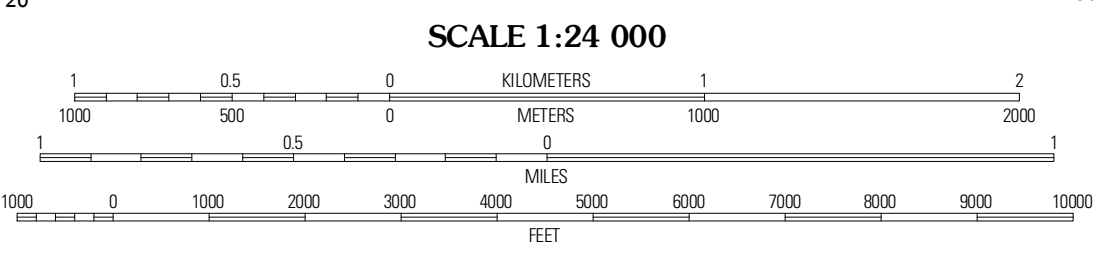 20
SCALE 1:24 000
1 0.5 0 KILOMETERS 1 2
1000 500 0 METERS 1000 2000
1 0.5 0 1
MILES
1000 0 1000 2000 3000 4000 5000 6000 7000 8000 9000 10000
FEET